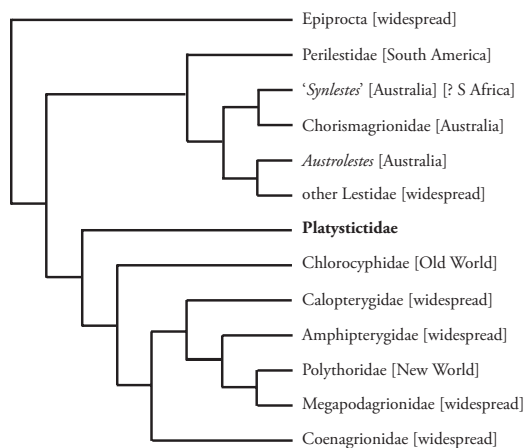 Epiprocta [widespread]
Perilestidae [South America]
‘Synlestes’ [Australia] [? S Africa]
Chorismagrionidae [Australia]
Austrolestes [Australia]
other Lestidae [widespread]
Platystictidae
Chlorocyphidae [Old World]
Calopterygidae [widespread]
Amphipterygidae [widespread]
Polythoridae [New World]
Megapodagrionidae [widespread]
Coenagrionidae [widespread]